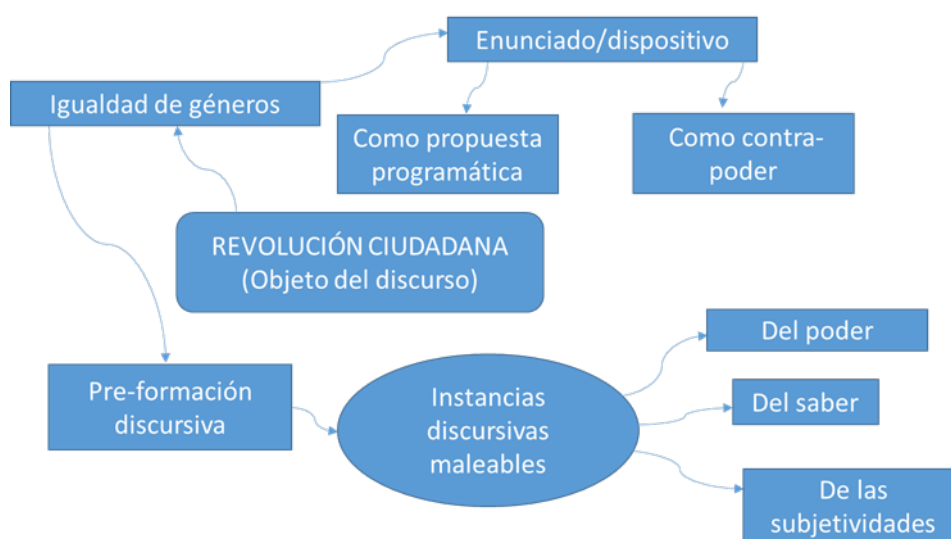 Enunciado/dispositivo
Igualdad de géneros
Como propuesta
programática
Como contra-
poder
REVOLUCIÓN CIUDADANA
(Objeto del discurso)
Del poder
Pre-formación
discursiva
Instancias
discursivas
maleables
Del saber
De las
subjetividades